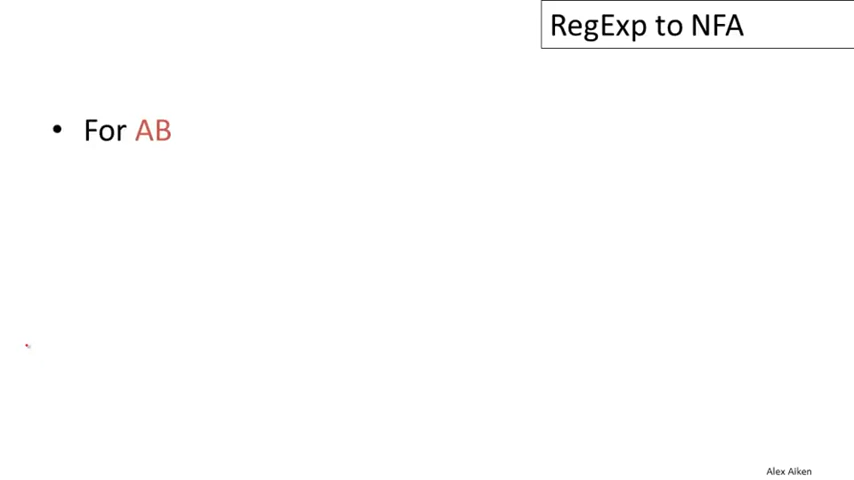 RegExp to NFA
• For AB
Alex Aiken